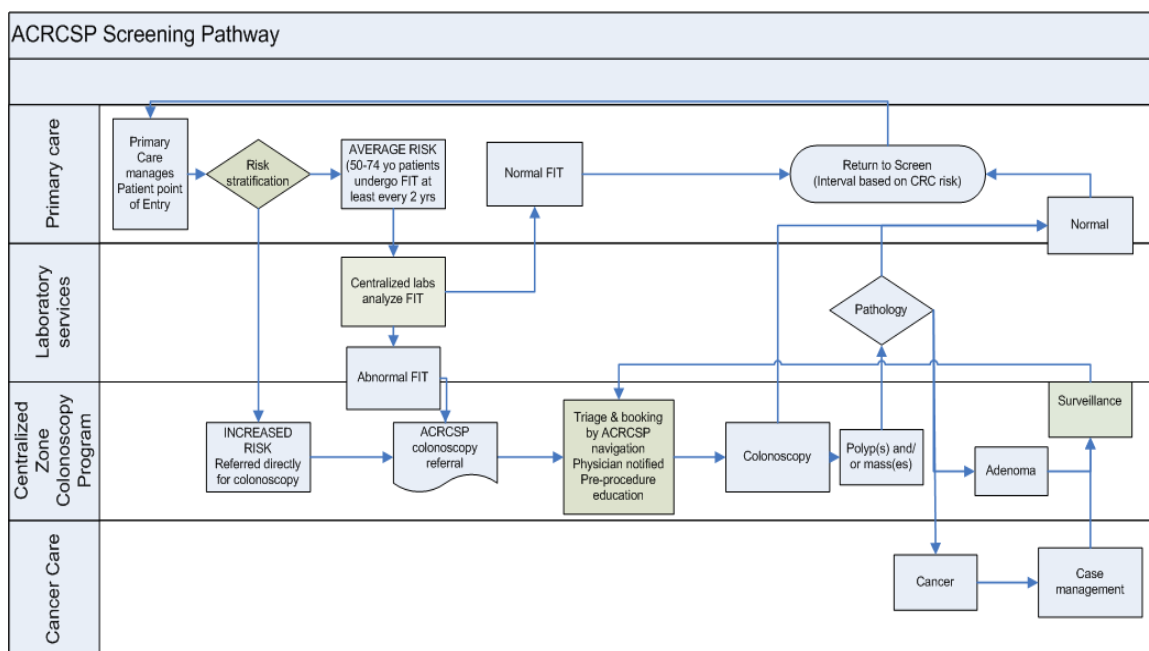 ACRCSP Screening Pathway
Primary care
Primary
Care
manages
Patient point
of Entry
Risk
stratification
AVERAGE RISK
(50-74 yo patients
undergo FIT at
least every 2 yrs
Normal FIT
Return to Screen
(Interval based on CRC risk)
Normal
Laboratory
services
Centralized labs
analyze FIT
Pathology
Abnormal FIT
Centralized
Zone
Colonoscopy
Program
INCREASED
RISK
Referred directly
for colonoscopy
ACRCSP
colonoscopy
referral
Triage & booking
by ACRCSP
navigation
Physician notified
Pre-procedure
education
Colonoscopy
Polyp(s) and/
or mass(es)
Adenoma
Surveillance
Cancer Care
Cancer
Case
management